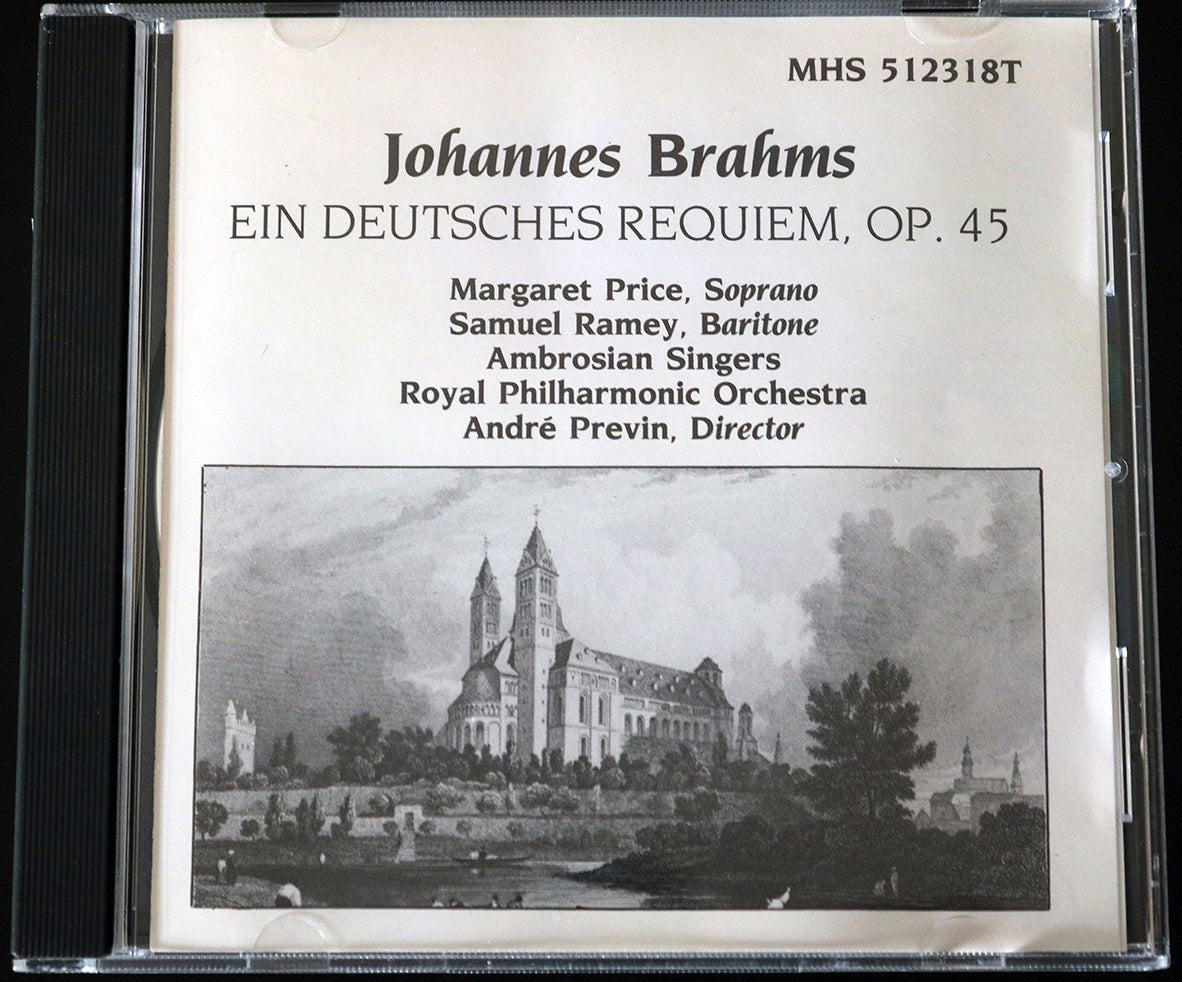 MHS 512318T
Johannes Brahms
EIN DEUTSCHES REQUIEM, OP. 45
Margaret Price, Soprano
Samuel Ramey, Baritone
Ambrosian Singers
Royal Philharmonic Orchestra
André Previn, Director